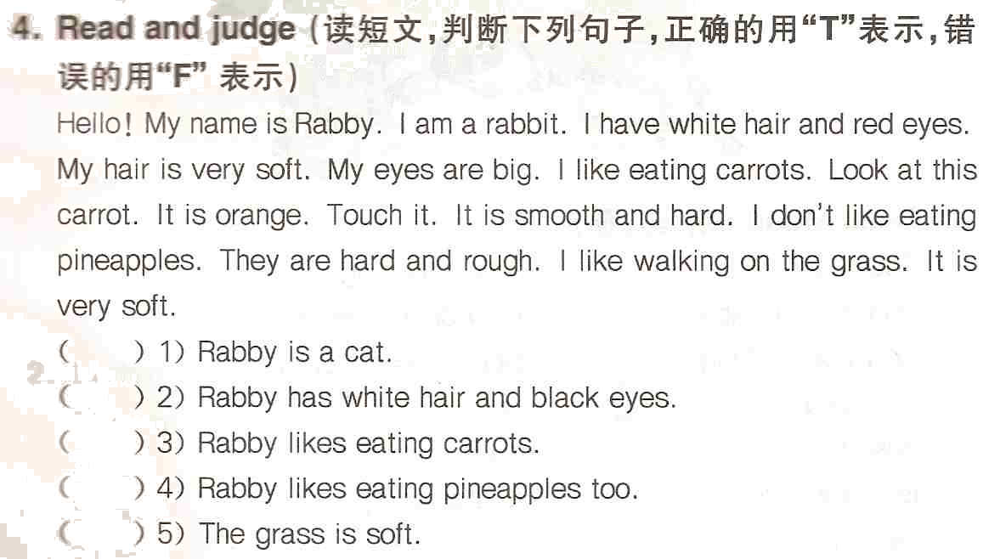 4. Read and judge (读短文,判断下列句子,正确的用“T”表示,错
误的用“F” 表示)
Hello! My name is Rabby. I am a rabbit. I have white hair and red eyes.
My hair is very soft. My eyes are big. I like eating carrots. Look at this
carrot. It is orange. Touch it. It is smooth and hard. I don't like eating
pineapples. They are hard and rough. I like walking on the grass. It is
very soft.
( ) 1) Rabby is a cat.
( ) 2) Rabby has white hair and black eyes.
( ) 3) Rabby likes eating carrots.
( ) 4) Rabby likes eating pineapples too.
( ) 5) The grass is soft.